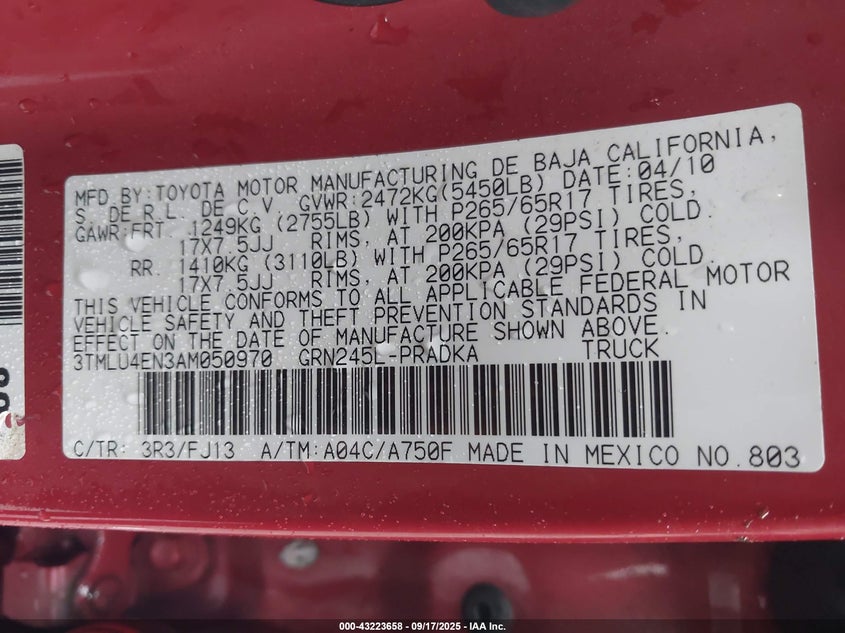 MFD BY:TOYOTA MOTOR MANUFACTURING DE BAJA CALIFORNIA,
S. DE R.L. DE C.V. GVWR:2472KG(5450LB) DATE:04/10
GAWR:FRT. 1249KG (2755LB) WITH P265/65R17 TIRES,
17X7.5JJ RIMS, AT 200KPA (29PSI) COLD.
RR. 1410KG (3110LB) WITH P265/65R17 TIRES,
17X7.5JJ RIMS, AT 200KPA (29PSI) COLD.
THIS VEHICLE CONFORMS TO ALL APPLICABLE FEDERAL MOTOR
VEHICLE SAFETY AND THEFT PREVENTION STANDARDS IN
EFFECT ON THE DATE OF MANUFACTURE SHOWN ABOVE.
3TMLU4EN3AM050970 GRN245L-PRADKA TRUCK
C/TR: 3R3/FJ13 A/TM:A04C/A750F MADE IN MEXICO NO.803
000-43223658 - 09/17/2025 - IAA Inc.